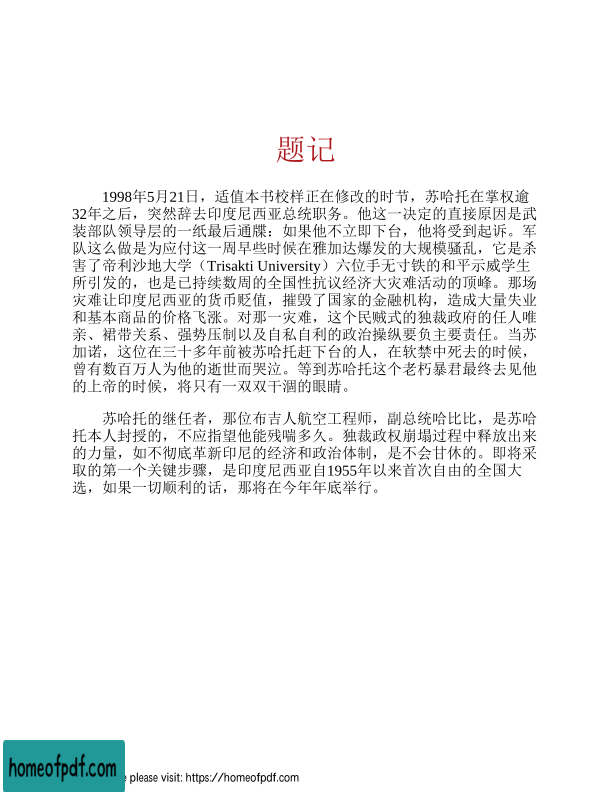 题记
1998年5月21日，适值本书校样正在修改的时节，苏哈托在掌权逾
32年之后，突然辞去印度尼西亚总统职务。他这一决定的直接原因是武
装部队领导层的一纸最后通牒：如果他不立即下台，他将受到起诉。军
队这么做是为应付这一周早些时候在雅加达爆发的大规模骚乱，它是杀
害了帝利沙地大学（Trisakti University）六位手无寸铁的和平示威学生
所引发的，也是已持续数周的全国性抗议经济大灾难活动的顶峰。那场
灾难让印度尼西亚的货币贬值，摧毁了国家的金融机构，造成大量失业
和基本商品的价格飞涨。对那一灾难，这个民贼式的独裁政府的任人唯
亲、裙带关系、强势压制以及自私自利的政治操纵要负主要责任。当苏
加诺，这位在三十多年前被苏哈托赶下台的人，在软禁中死去的时候，
曾有数百万人为他的逝世而哭泣。等到苏哈托这个老朽暴君最终去见他
的上帝的时候，将只有一双双干涸的眼睛。
苏哈托的继任者，那位布吉人航空工程师，副总统哈比比，是苏哈
托本人封授的，不应指望他能残喘多久。独裁政权崩塌过程中释放出来
的力量，如不彻底革新印尼的经济和政治体制，是不会甘休的。即将采
取的第一个关键步骤，是印度尼西亚自1955年以来首次自由的全国大
选，如果一切顺利的话，那将在今年年底举行。
homeofpdf.com
e please visit: https://homeofpdf.com